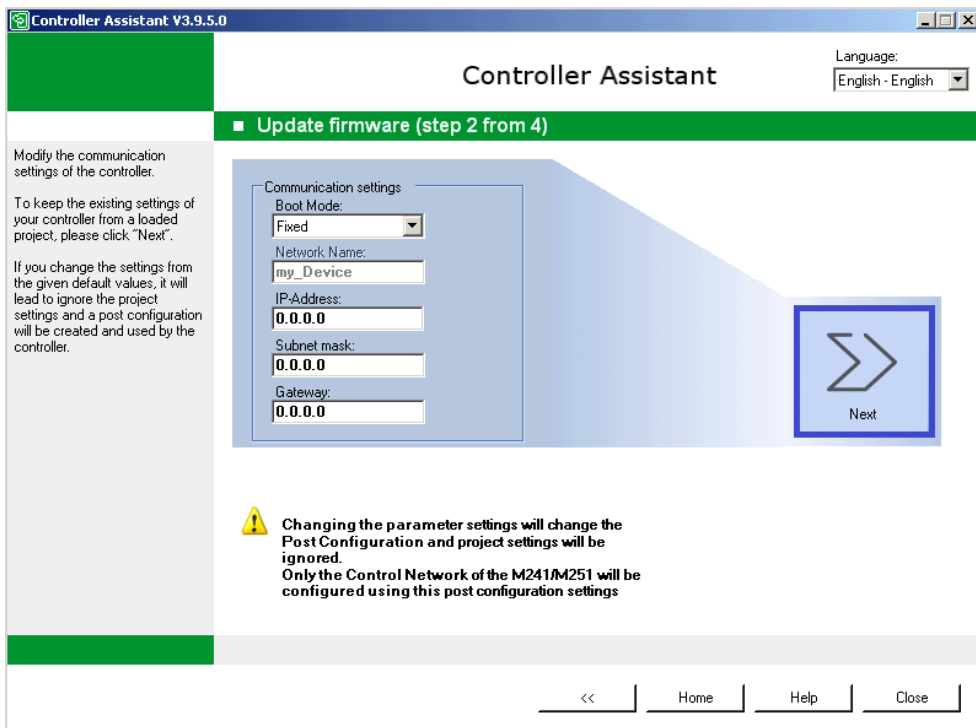 Controller Assistant V3.9.5.0
Controller Assistant
Language:
English - English
Update firmware (step 2 from 4)
Modify the communication
settings of the controller.
To keep the existing settings of
your controller from a loaded
project, please click "Next".
If you change the settings from
the given default values, it will
lead to ignore the project
settings and a post configuration
will be created and used by the
controller.
Communication settings
Boot Mode:
Fixed
Network Name:
my_Device
IP-Address:
0.0.0.0
Subnet mask:
0.0.0.0
Gateway:
0.0.0.0
Next
Changing the parameter settings will change the
Post Configuration and project settings will be
ignored.
Only the Control Network of the M241/M251 will be
configured using this post configuration settings
<<
Home
Help
Close